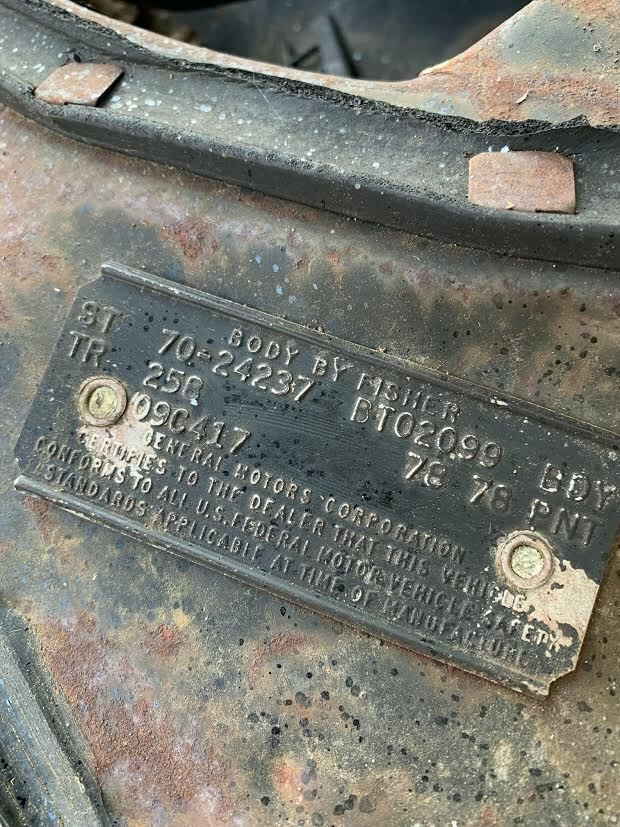 BODY BY FISHER
ST 70-24237 BT02099 BDY
TR 25B 78 78 PNT
09C417
GENERAL MOTORS CORPORATION
CERTIFIES TO THE DEALER THAT THIS VEHICLE
CONFORMS TO ALL U.S. FEDERAL MOTOR VEHICLE SAFETY
STANDARDS APPLICABLE AT TIME OF MANUFACTURE